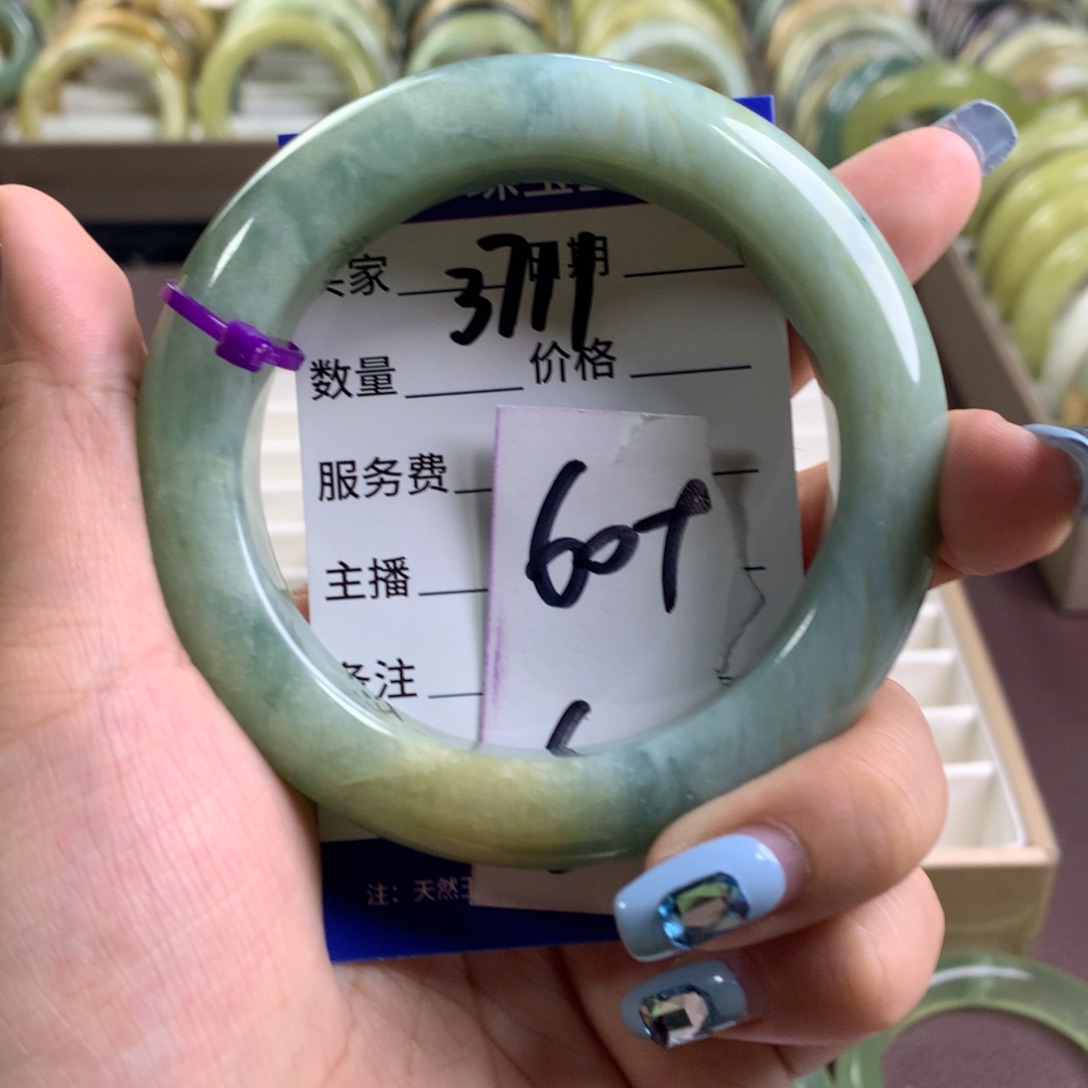 家 3711 期
数量 价格
服务费
主播
注
60+
注：天然